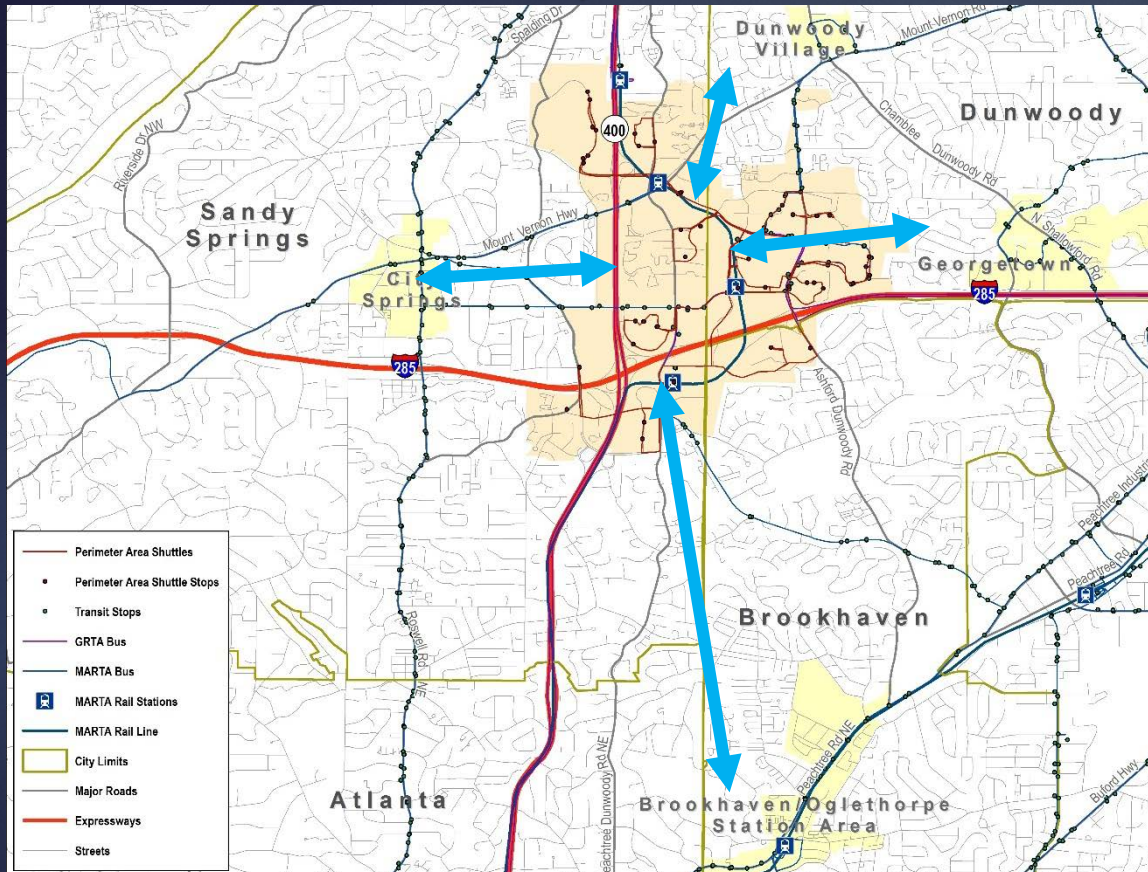 Spalding Dr
Dunwoody
Village
Mount Vernon Rd
400
Riverside Dr NW
Chamblee Dunwoody Rd
Dunwoody
Sandy
Springs
Mount Vernon Hwy
N Shallowford Rd
City
Springs
Georgetown
285
285
Ashford Dunwoody Rd
Peachtree Industrial
Peachtree Rd
Perimeter Area Shuttles
Perimeter Area Shuttle Stops
Transit Stops
GRTA Bus
MARTA Bus
MARTA Rail Stations
MARTA Rail Line
City Limits
Major Roads
Expressways
Streets
Roswell Rd NE
Brookhaven
Peachtree Rd NE
Atlanta
Peachtree Dunwoody Rd NE
Brookhaven/Oglethorpe
Station Area
Buford Hwy